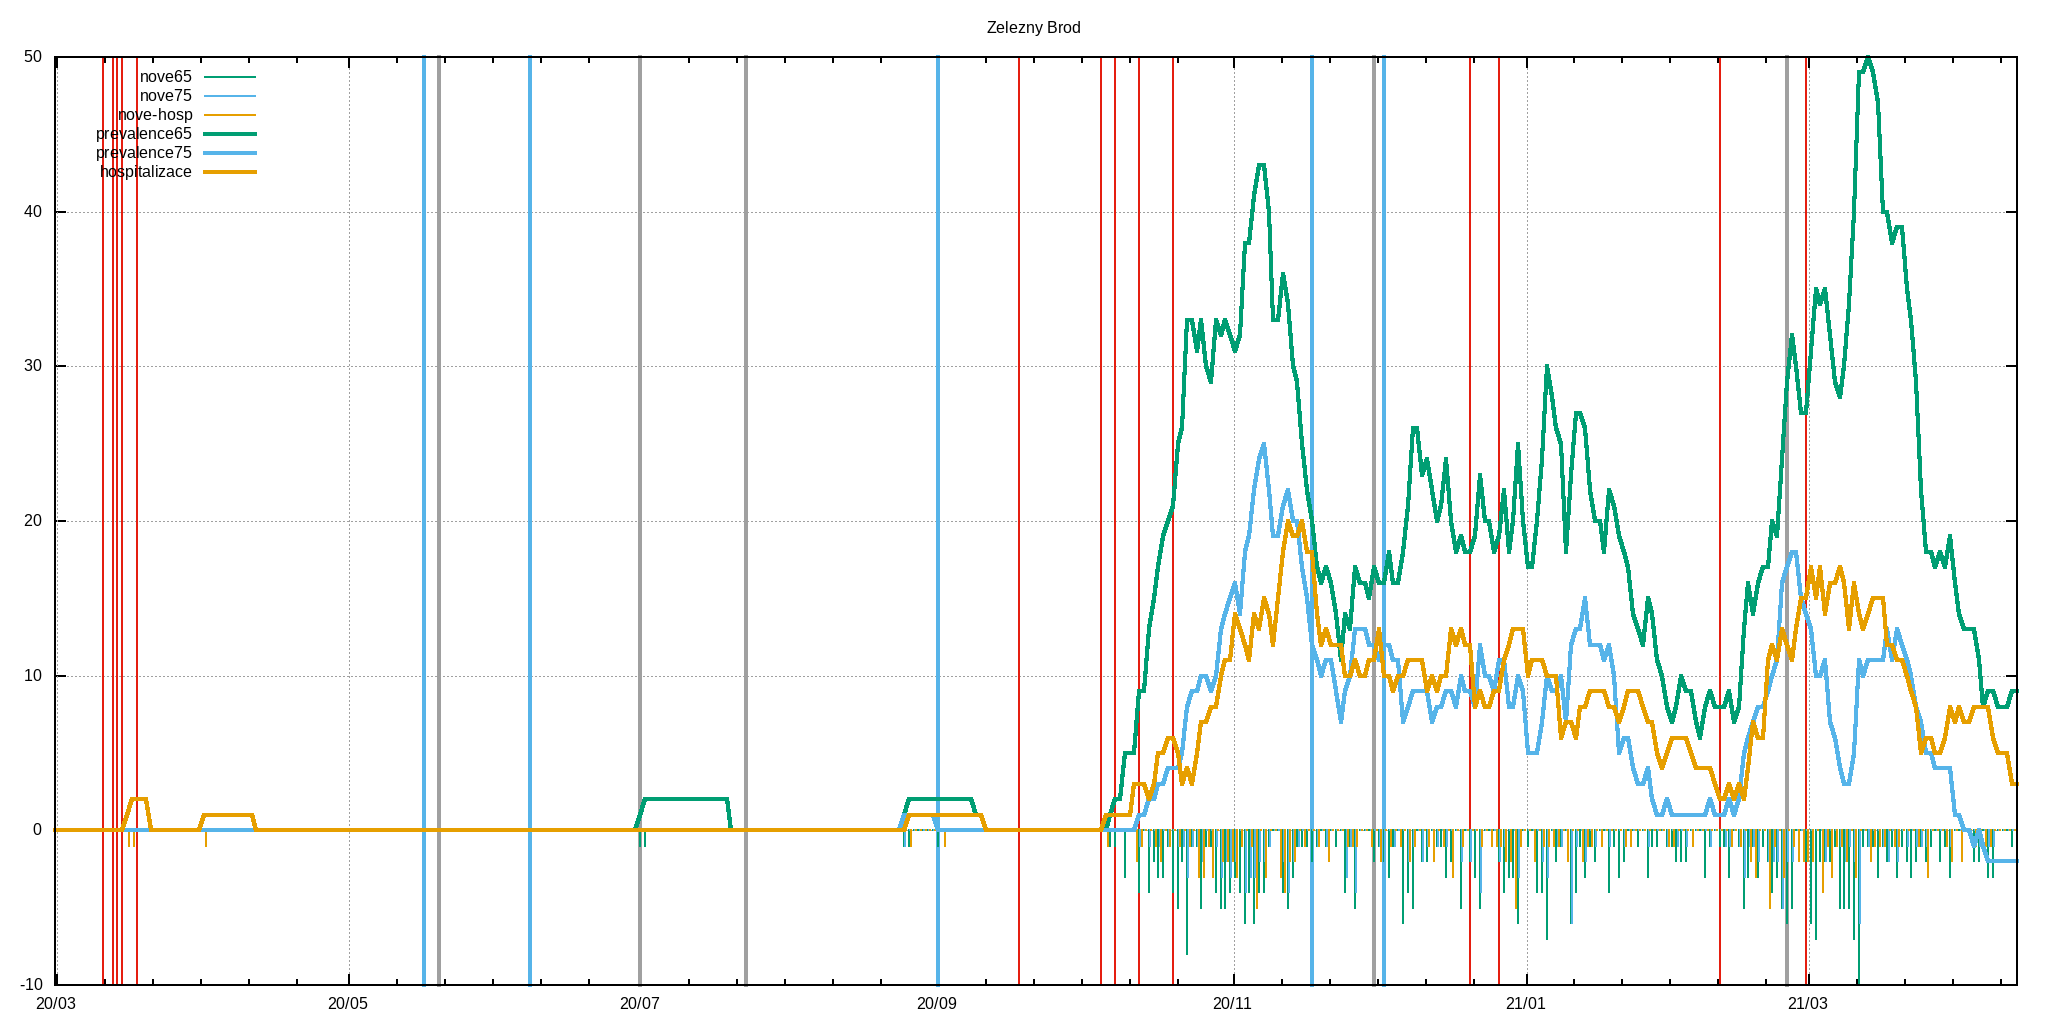 Zelezny Brod
50
nove65
nove75
nove-hosp
prevalence65
prevalence75
hospitalizace
40
30
20
10
0
-10
20/03 20/05 20/07 20/09 20/11 21/01 21/03